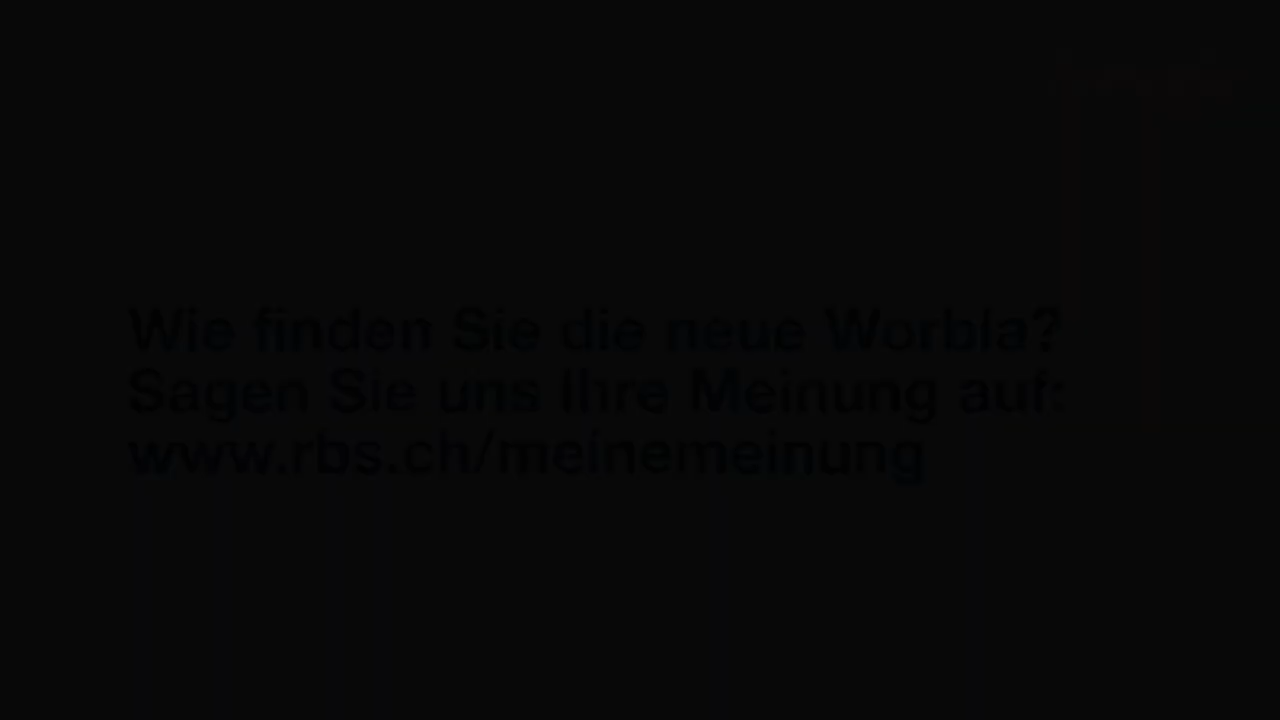 Wie finden Sie die neue Worbla?
Sagen Sie uns Ihre Meinung auf:
www.rbs.ch/meinemeinung